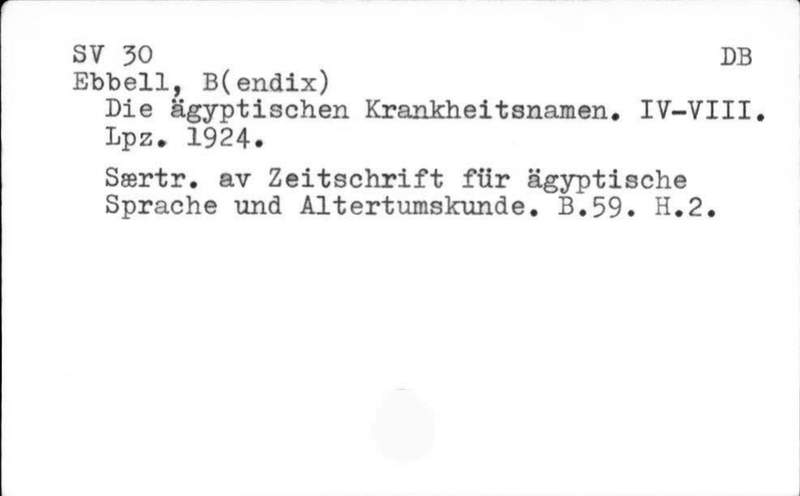 SV 30 DB
Ebbell, B(endix)
Die ägyptischen Krankheitsnamen. IV-VIII.
Lpz. 1924.
Særtr. av Zeitschrift für ägyptische
Sprache und Altertumskunde. B.59. H.2.